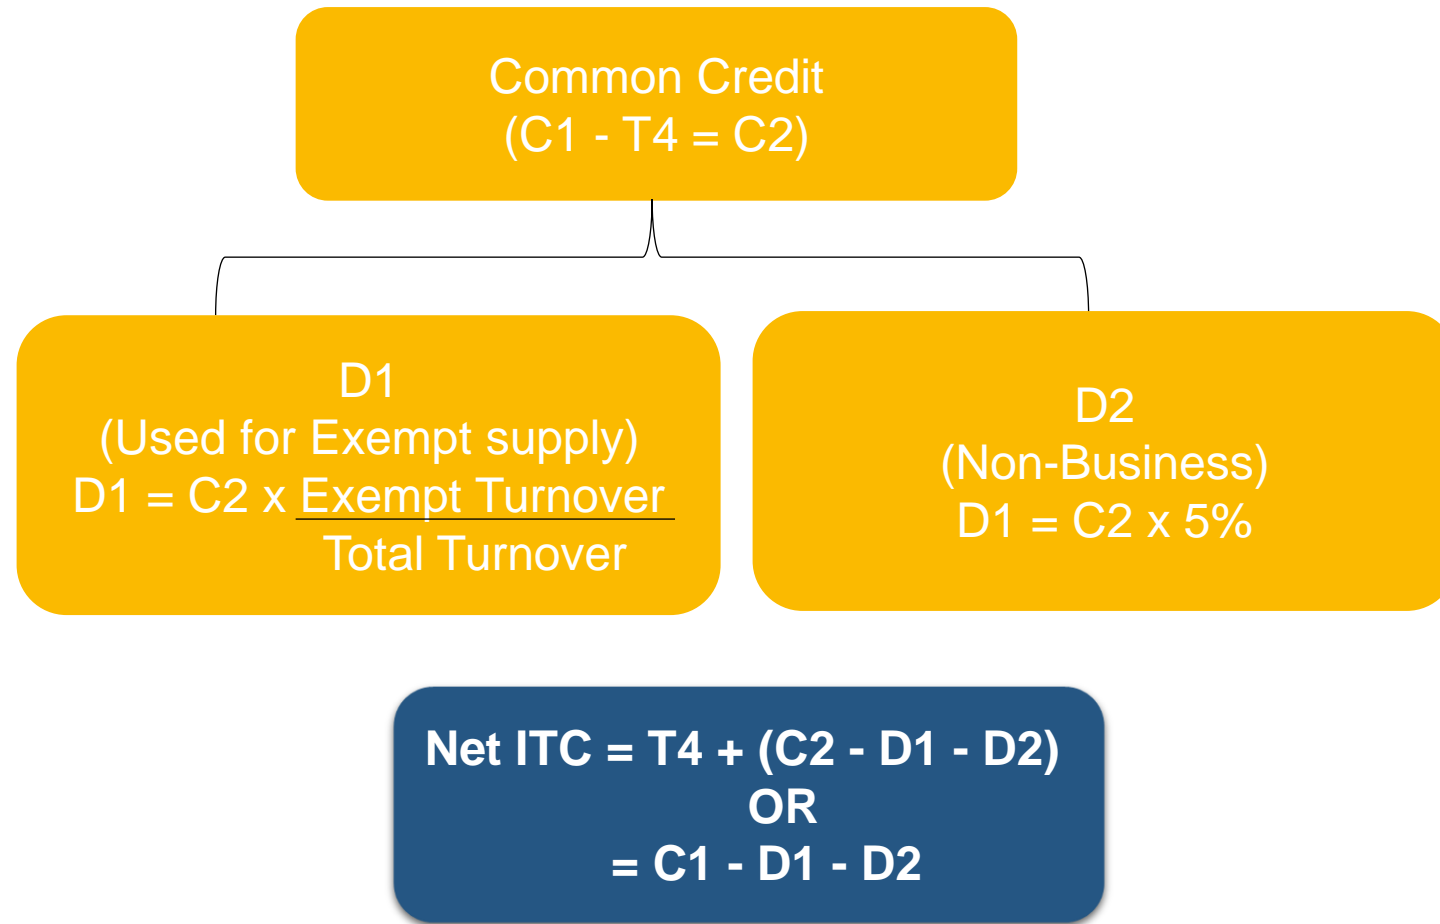 Common Credit
(C1 - T4 = C2)
D1
(Used for Exempt supply)
D1 = C2 x Exempt Turnover
Total Turnover
D2
(Non-Business)
D1 = C2 x 5%
Net ITC = T4 + (C2 - D1 - D2)
OR
= C1 - D1 - D2